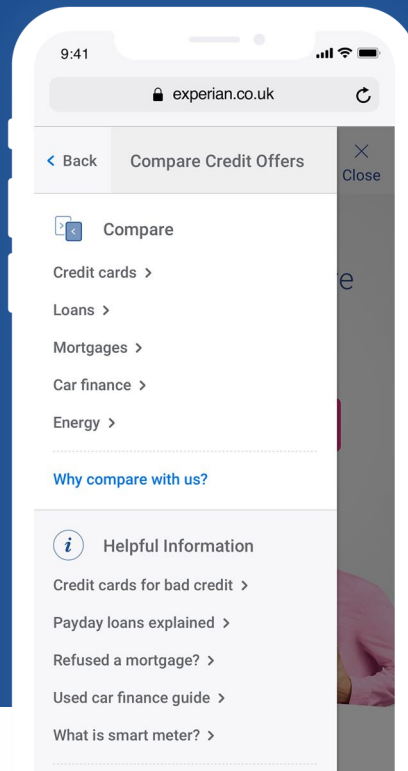 9:41
experian.co.uk
Back
Compare Credit Offers
Close
Compare
Credit cards
Loans
Mortgages
Car finance
Energy
Why compare with us?
Helpful Information
Credit cards for bad credit
Payday loans explained
Refused a mortgage?
Used car finance guide
What is smart meter?